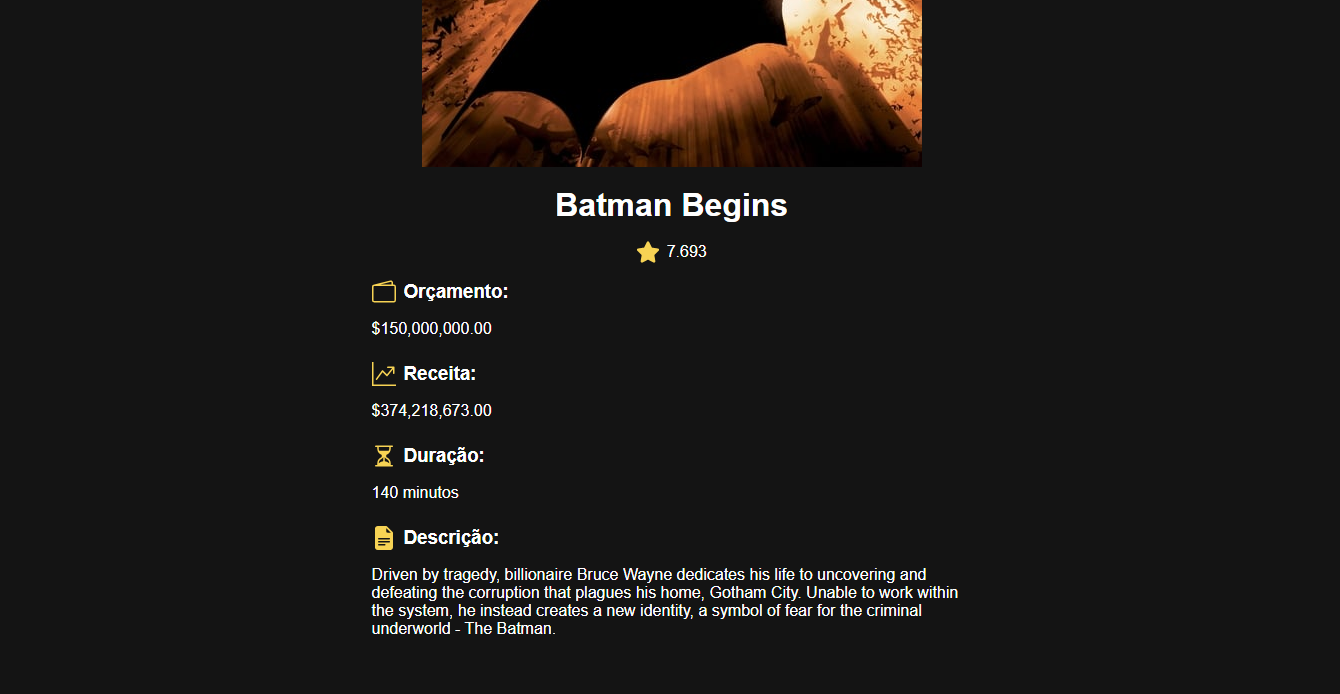 Batman Begins
7.693
Orçamento:
$150,000,000.00
Receita:
$374,218,673.00
Duração:
140 minutos
Descrição:
Driven by tragedy, billionaire Bruce Wayne dedicates his life to uncovering and
defeating the corruption that plagues his home, Gotham City. Unable to work within
the system, he instead creates a new identity, a symbol of fear for the criminal
underworld - The Batman.